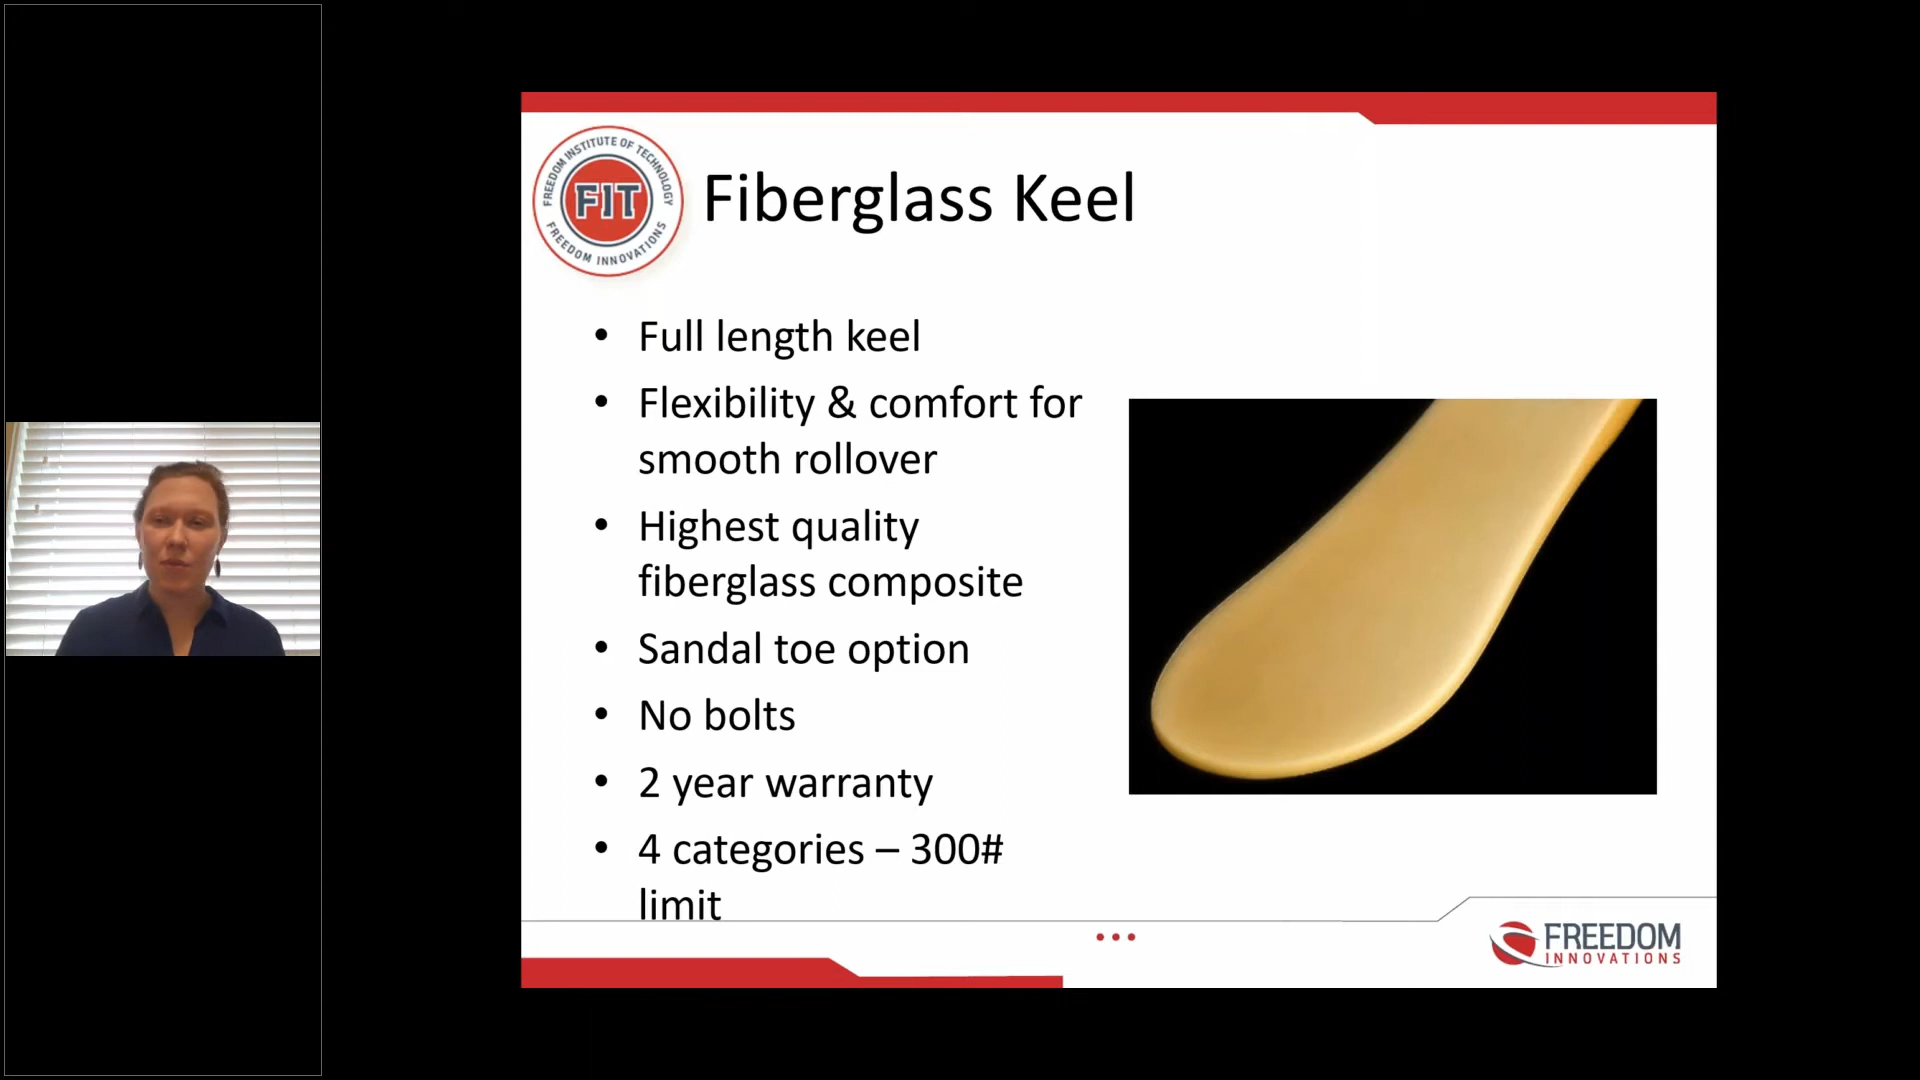 FREEDOM INSTITUTE OF TECHNOLOGY
FIT
FREEDOM INNOVATIONS
Fiberglass Keel
• Full length keel
• Flexibility & comfort for
smooth rollover
• Highest quality
fiberglass composite
• Sandal toe option
• No bolts
• 2 year warranty
• 4 categories – 300#
limit
FREEDOM
INNOVATIONS